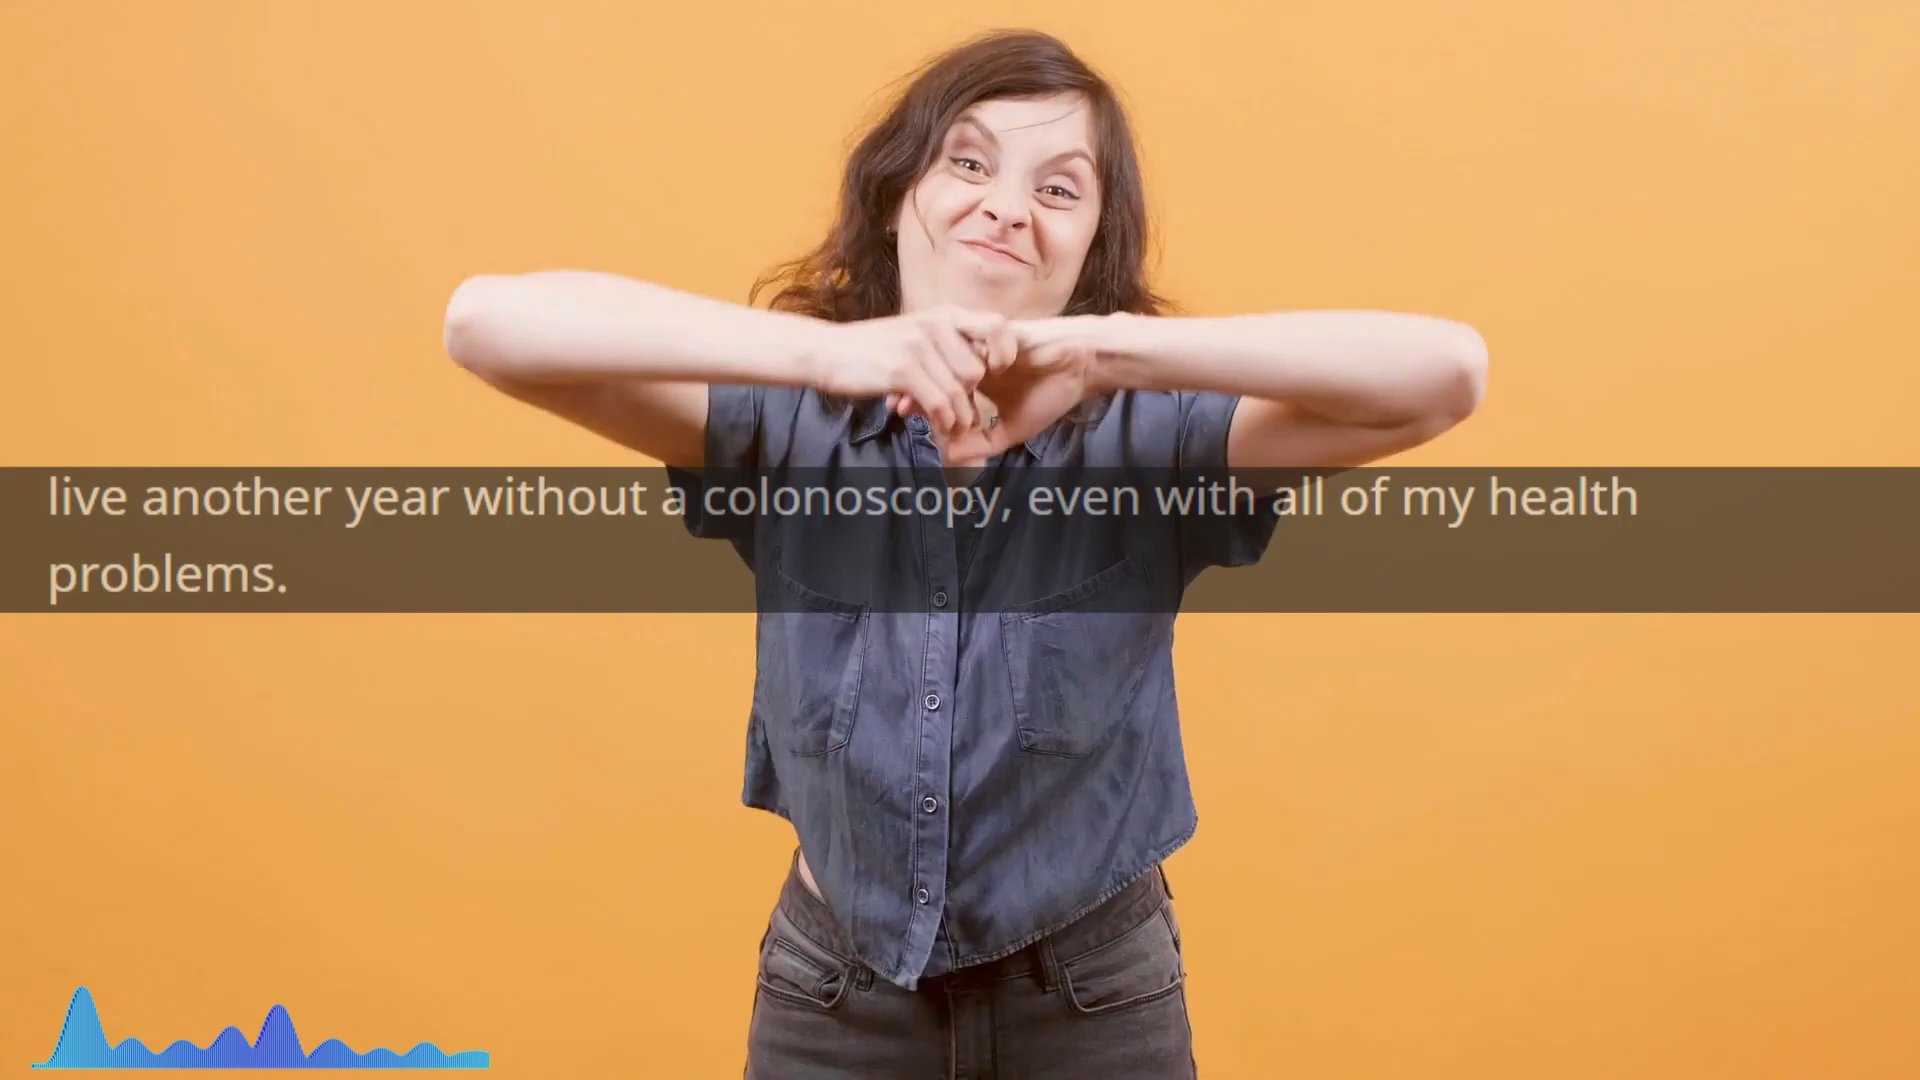 live another year without a colonoscopy, even with all of my health
problems.